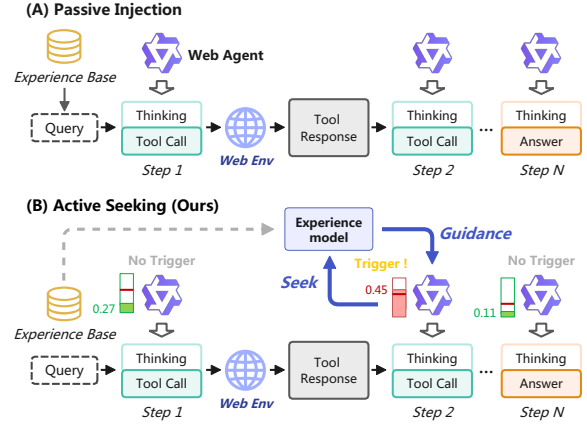 (A) Passive Injection
Web Agent
Experience Base
Query
Thinking
Tool Call
Step 1
Web Env
Tool
Response
Thinking
Tool Call
Step 2
...
Thinking
Answer
Step N
(B) Active Seeking (Ours)
Experience
model
Guidance
Seek
No Trigger
0.27
Trigger !
0.45
No Trigger
0.11
Experience Base
Query
Thinking
Tool Call
Step 1
Web Env
Tool
Response
Thinking
Tool Call
Step 2
...
Thinking
Answer
Step N